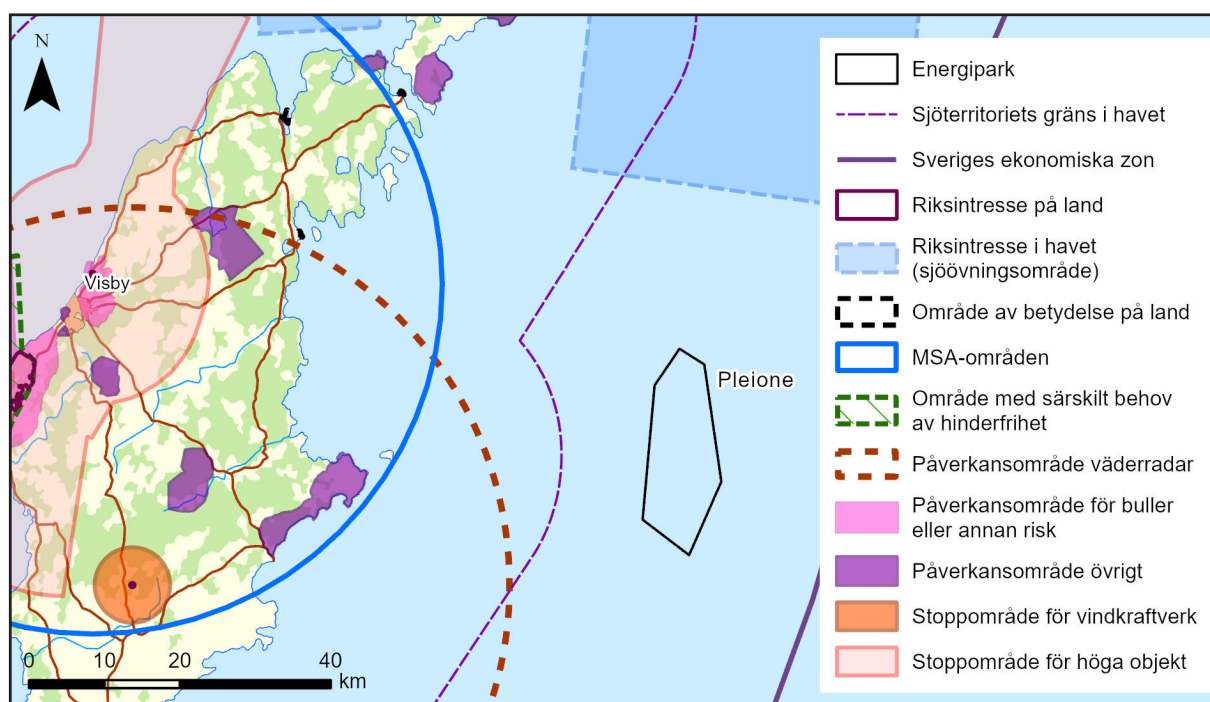 N
Visby
Pleione
0 10 20 40
km
Energipark
Sjöterritoriets gräns i havet
Sveriges ekonomiska zon
Riksintresse på land
Riksintresse i havet
(sjöövningsområde)
Område av betydelse på land
MSA-områden
Område med särskilt behov
av hinderfrihet
Påverkansområde väderradar
Påverkansområde för buller
eller annan risk
Påverkansområde övrigt
Stoppområde för vindkraftverk
Stoppområde för höga objekt